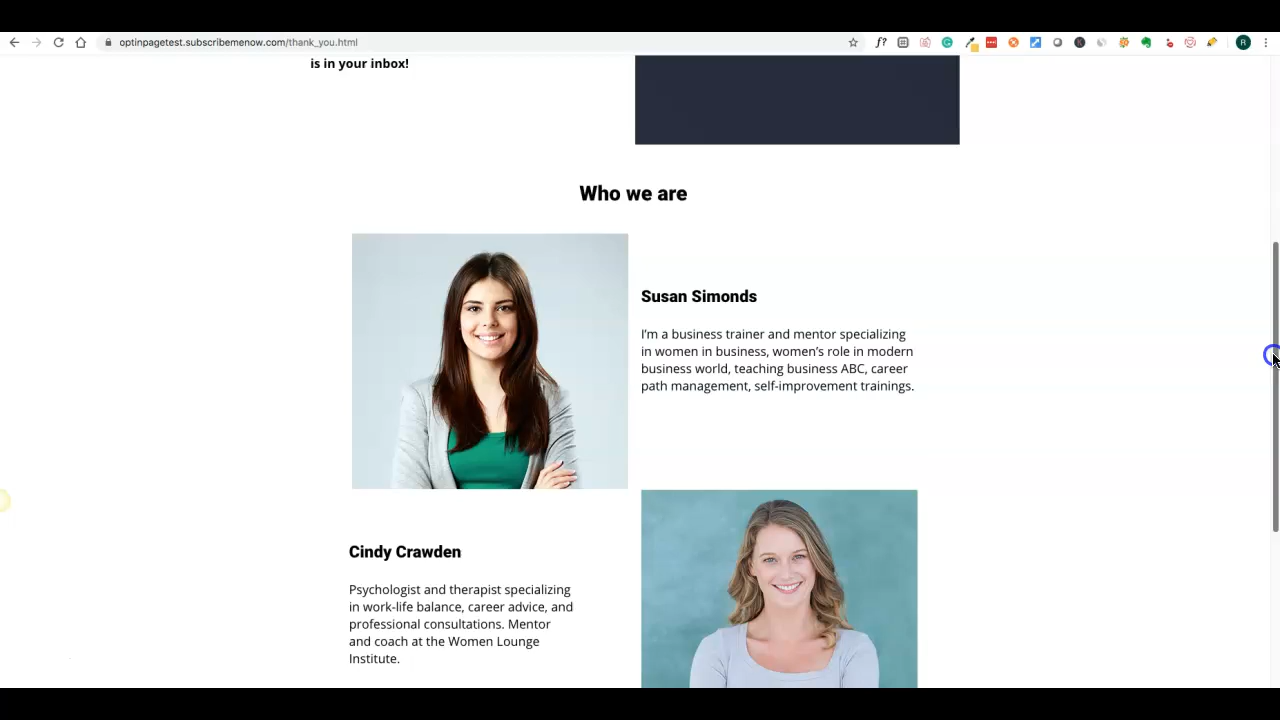 optinpagetest.subscribemenow.com/thank_you.html
f?
R
is in your inbox!
Who we are
Susan Simonds
I'm a business trainer and mentor specializing
in women in business, women's role in modern
business world, teaching business ABC, career
path management, self-improvement trainings.
Cindy Crawden
Psychologist and therapist specializing
in work-life balance, career advice, and
professional consultations. Mentor
and coach at the Women Lounge
Institute.